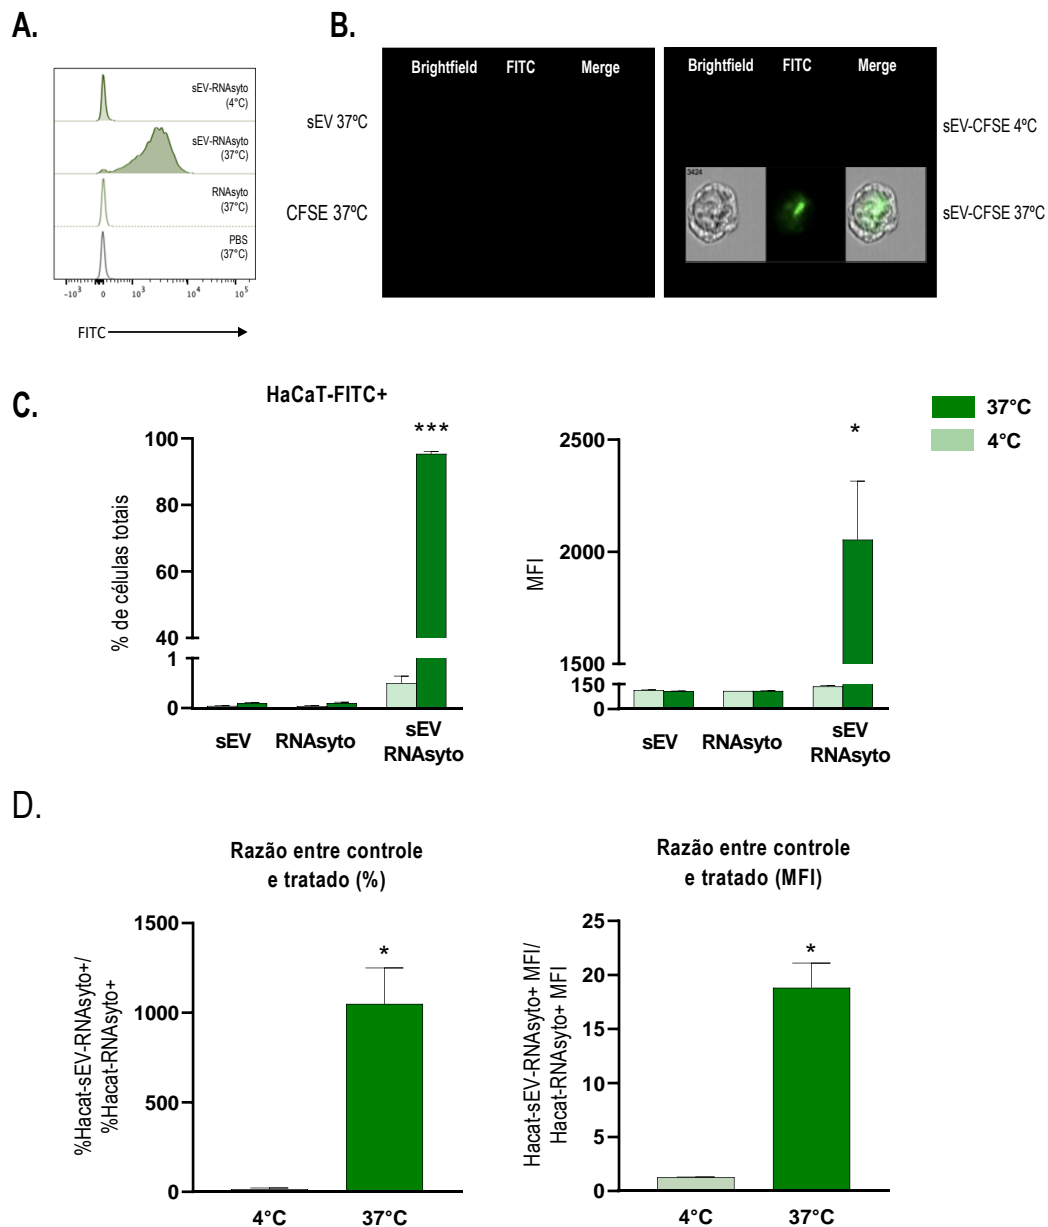 A.
sEV-RNAsyto
(4°C)
sEV-RNAsyto
(37°C)
RNAsyto
(37°C)
PBS
(37°C)
-10³ 0 10³ 10⁴ 10⁵
FITC
B.
Brightfield FITC Merge
Brightfield FITC Merge
sEV 37ºC
sEV-CFSE 4ºC
CFSE 37ºC
3424
sEV-CFSE 37ºC
C.
HaCaT-FITC+
37°C
4°C
% de células totais
100
80
60
40
1
0
***
sEV RNAsyto sEV
RNAsyto
MFI
2500
2000
1500
150
0
*
sEV RNAsyto sEV
RNAsyto
D.
Razão entre controle
e tratado (%)
%Hacat-sEV-RNAsyto+/
%Hacat-RNAsyto+
1500
1000
500
0
*
4°C 37°C
Razão entre controle
e tratado (MFI)
Hacat-sEV-RNAsyto+ MFI/
Hacat-RNAsyto+ MFI
25
20
15
10
5
0
*
4°C 37°C